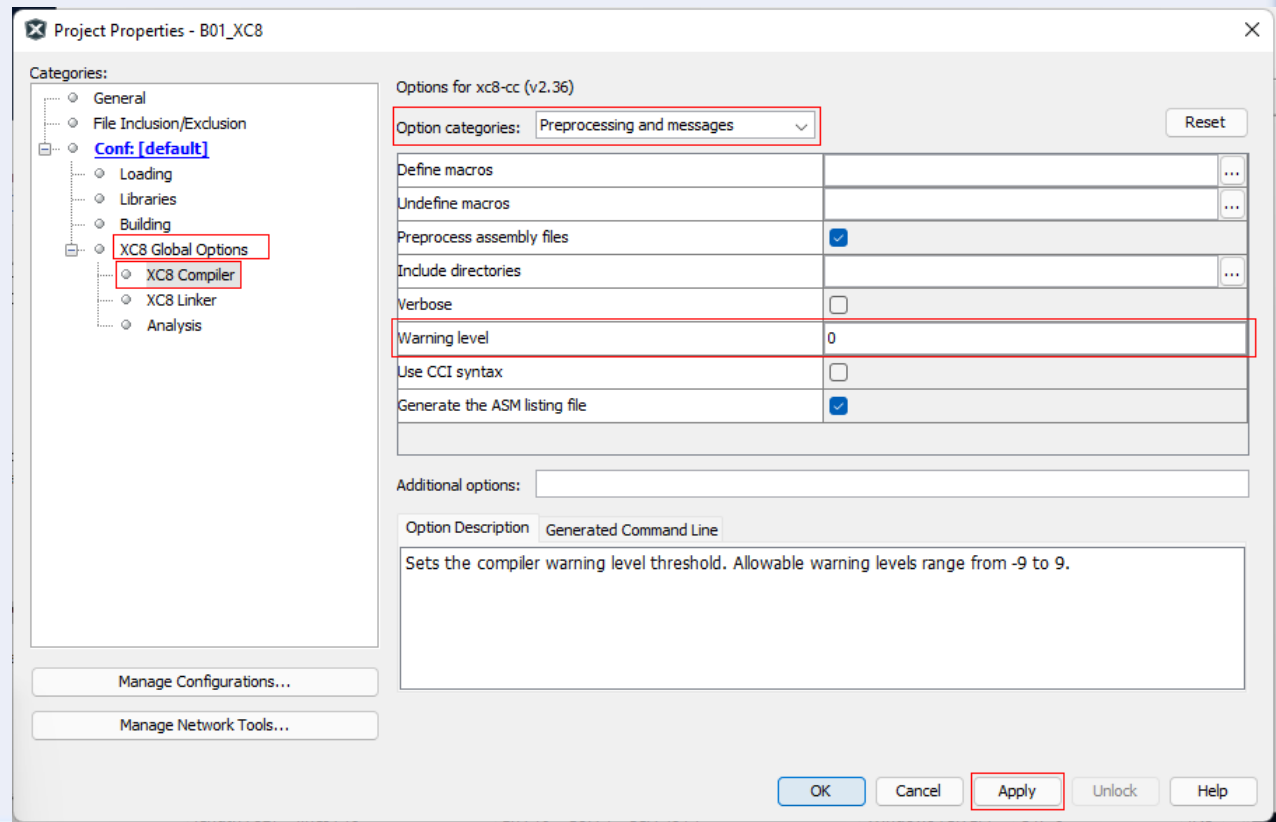 Project Properties - B01_XC8
Categories:
General
File Inclusion/Exclusion
Conf: [default]
Loading
Libraries
Building
XC8 Global Options
XC8 Compiler
XC8 Linker
Analysis
Manage Configurations...
Manage Network Tools...
Options for xc8-cc (v2.36)
Option categories: Preprocessing and messages
Reset
Define macros ...
Undefine macros ...
Preprocess assembly files
Include directories ...
Verbose
Warning level 0
Use CCI syntax
Generate the ASM listing file
Additional options:
Option Description Generated Command Line
Sets the compiler warning level threshold. Allowable warning levels range from -9 to 9.
OK Cancel Apply Unlock Help